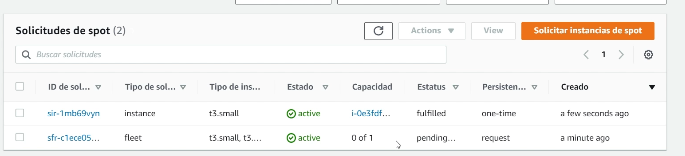 Solicitudes de spot (2)
Actions
View
Solicitar instancias de spot
Buscar solicitudes
1
ID de sol... Tipo de sol... Tipo de ins... Estado Capacidad Estatus Persisten... Creado
sir-1mb69vyn instance t3.small active i-0e3fdf... fulfilled one-time a few seconds ago
sfr-c1ece05... fleet t3.small, t3.... active 0 of 1 pending... request a minute ago